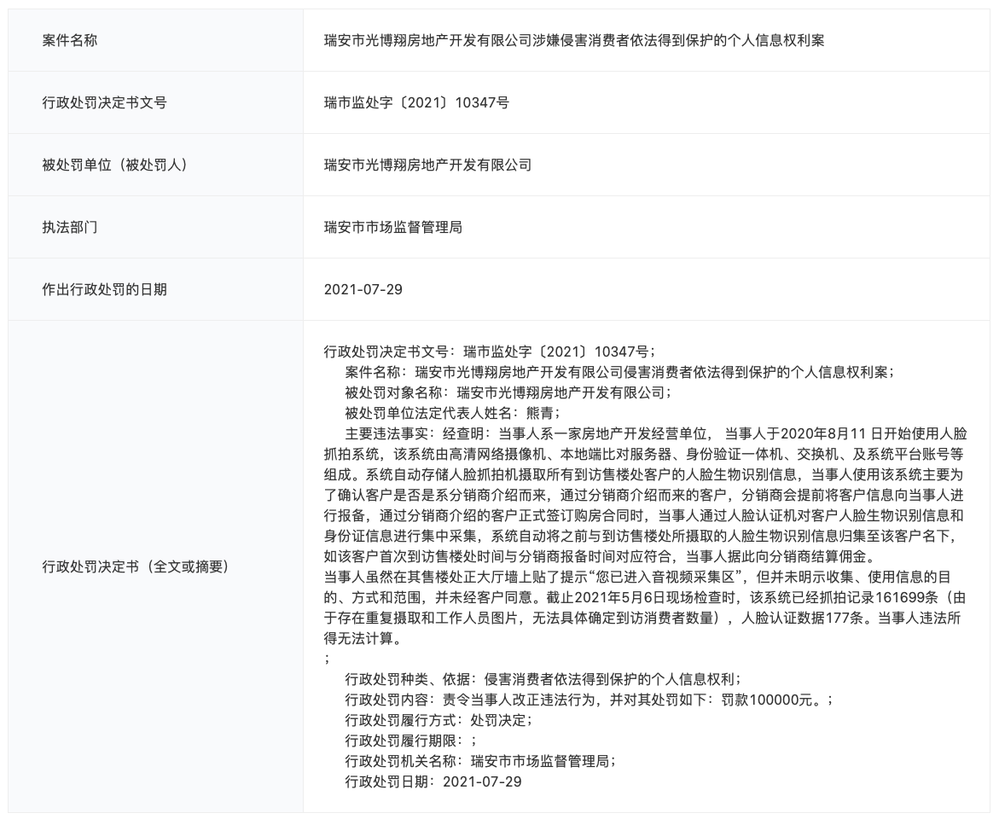 案件名称
瑞安市光博翔房地产开发有限公司涉嫌侵害消费者依法得到保护的个人信息权利案
行政处罚决定书文号
瑞市监处字〔2021〕10347号
被处罚单位（被处罚人）
瑞安市光博翔房地产开发有限公司
执法部门
瑞安市市场监督管理局
作出行政处罚的日期
2021-07-29
行政处罚决定书（全文或摘要）
行政处罚决定书文号：瑞市监处字〔2021〕10347号；
案件名称：瑞安市光博翔房地产开发有限公司侵害消费者依法得到保护的个人信息权利案；
被处罚对象名称：瑞安市光博翔房地产开发有限公司；
被处罚单位法定代表人姓名：熊青；
主要违法事实：经查明：当事人系一家房地产开发经营单位， 当事人于2020年8月11 日开始使用人脸
抓拍系统，该系统由高清网络摄像机、本地端比对服务器、身份验证一体机、交换机、及系统平台账号等
组成。系统自动存储人脸抓拍机摄取所有到访售楼处客户的人脸生物识别信息，当事人使用该系统主要为
了确认客户是否是系分销商介绍而来，通过分销商介绍而来的客户，分销商会提前将客户信息向当事人进
行报备，通过分销商介绍的客户正式签订购房合同时，当事人通过人脸认证机对客户人脸生物识别信息和
身份证信息进行集中采集，系统自动将之前与到访售楼处所摄取的人脸生物识别信息归集至该客户名下，
如该客户首次到访售楼处时间与分销商报备时间对应符合，当事人据此向分销商结算佣金。
当事人虽然在其售楼处正大厅墙上贴了提示“您已进入音视频采集区”，但并未明示收集、使用信息的目
的、方式和范围，并未经客户同意。截止2021年5月6日现场检查时，该系统已经抓拍记录161699条（由
于存在重复摄取和工作人员图片，无法具体确定到访消费者数量），人脸认证数据177条。当事人违法所
得无法计算。
；
行政处罚种类、依据：侵害消费者依法得到保护的个人信息权利；
行政处罚内容：责令当事人改正违法行为，并对其处罚如下：罚款100000元。；
行政处罚履行方式：处罚决定；
行政处罚履行期限：；
行政处罚机关名称：瑞安市市场监督管理局；
行政处罚日期：2021-07-29